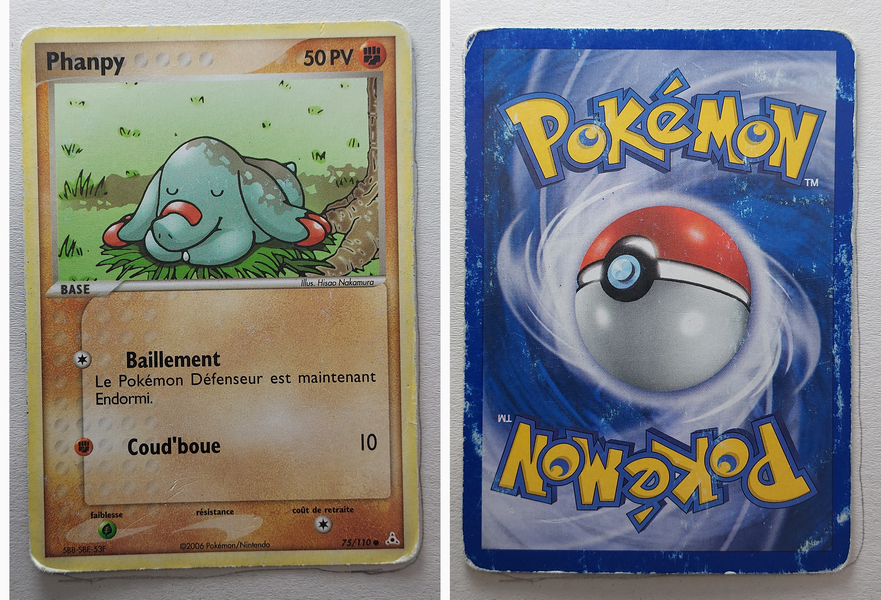 Phanpy
50 PV
BASE
Illus. Hisao Nakamura
Baillement
Le Pokémon Défenseur est maintenant
Endormi.
Coud'boue 10
faiblesse résistance coût de retraite
©2006 Pokémon/Nintendo
75/110
POKéMON
TM
TM
POKéMON